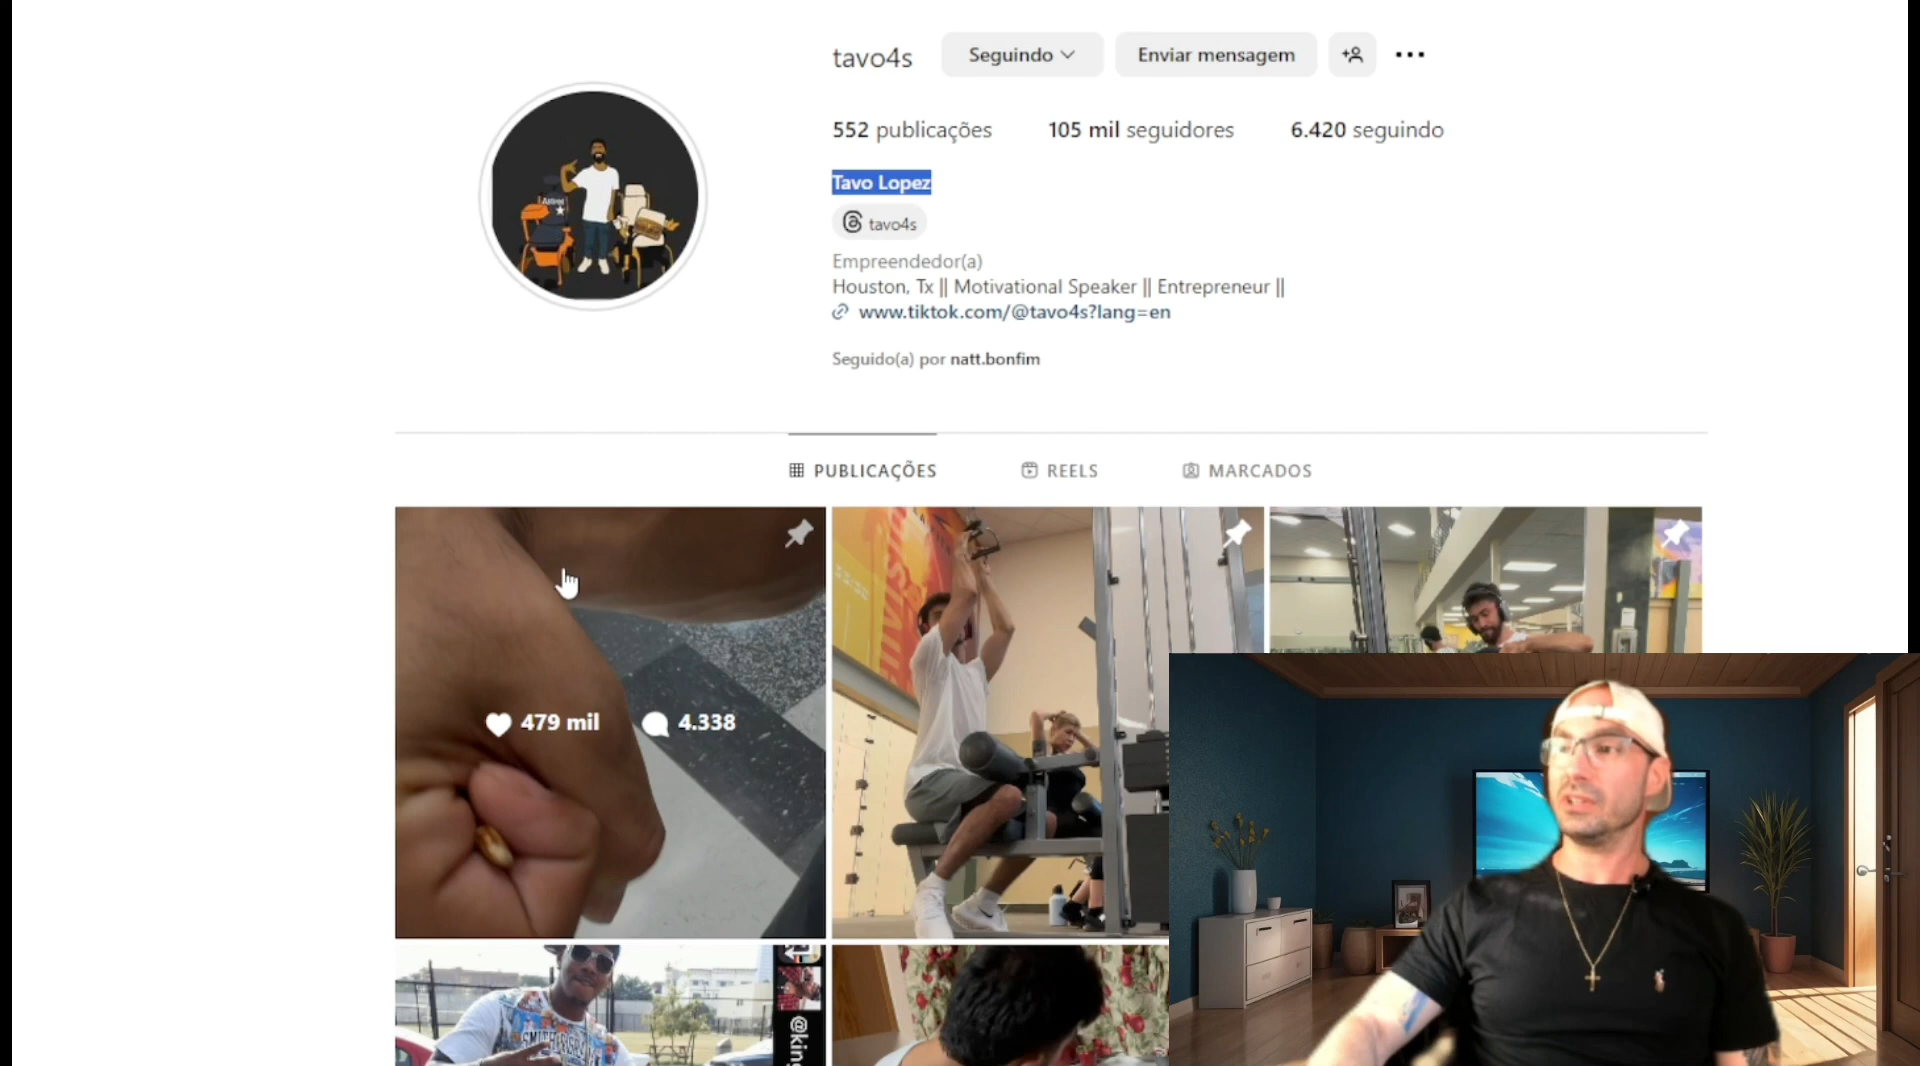 tavo4s
Seguindo
Enviar mensagem
552 publicações
105 mil seguidores
6.420 seguindo
Tavo Lopez
tavo4s
Empreendedor(a)
Houston, Tx || Motivational Speaker || Entrepreneur ||
www.tiktok.com/@tavo4s?lang=en
Seguido(a) por natt.bonfim
PUBLICAÇÕES
REELS
MARCADOS
479 mil
4.338
@king